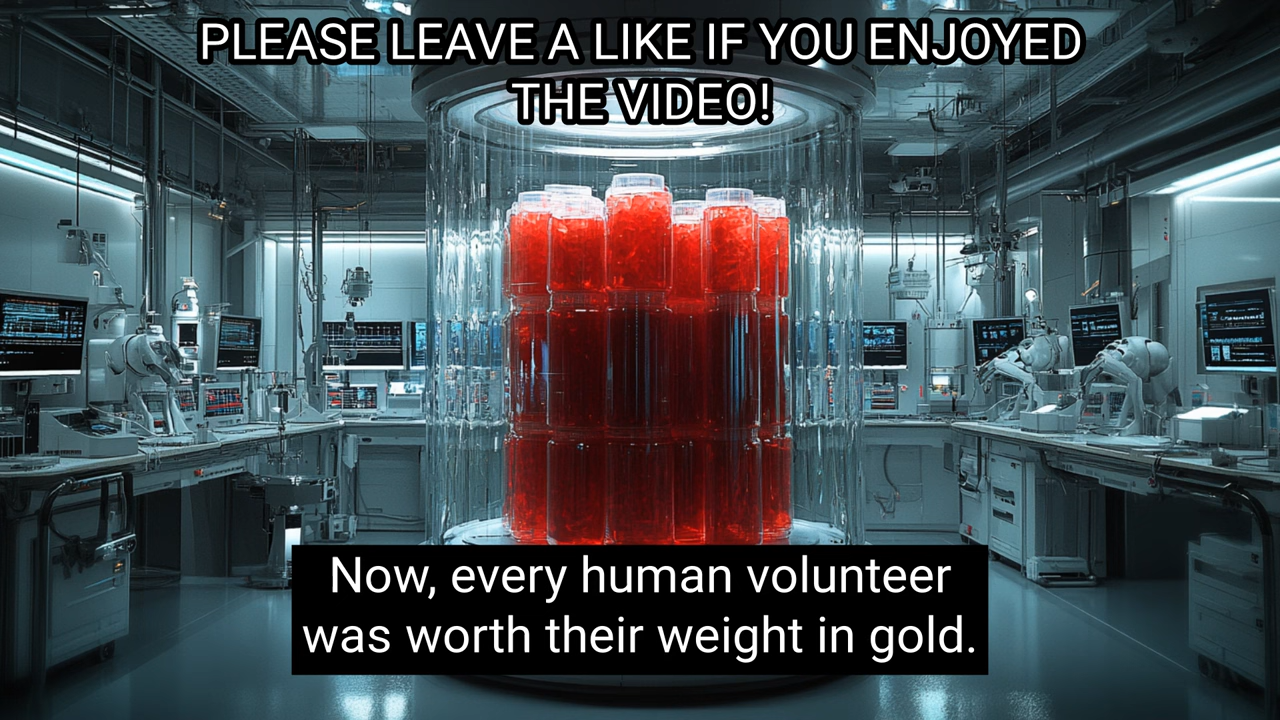 PLEASE LEAVE A LIKE IF YOU ENJOYED
THE VIDEO!
Now, every human volunteer
was worth their weight in gold.